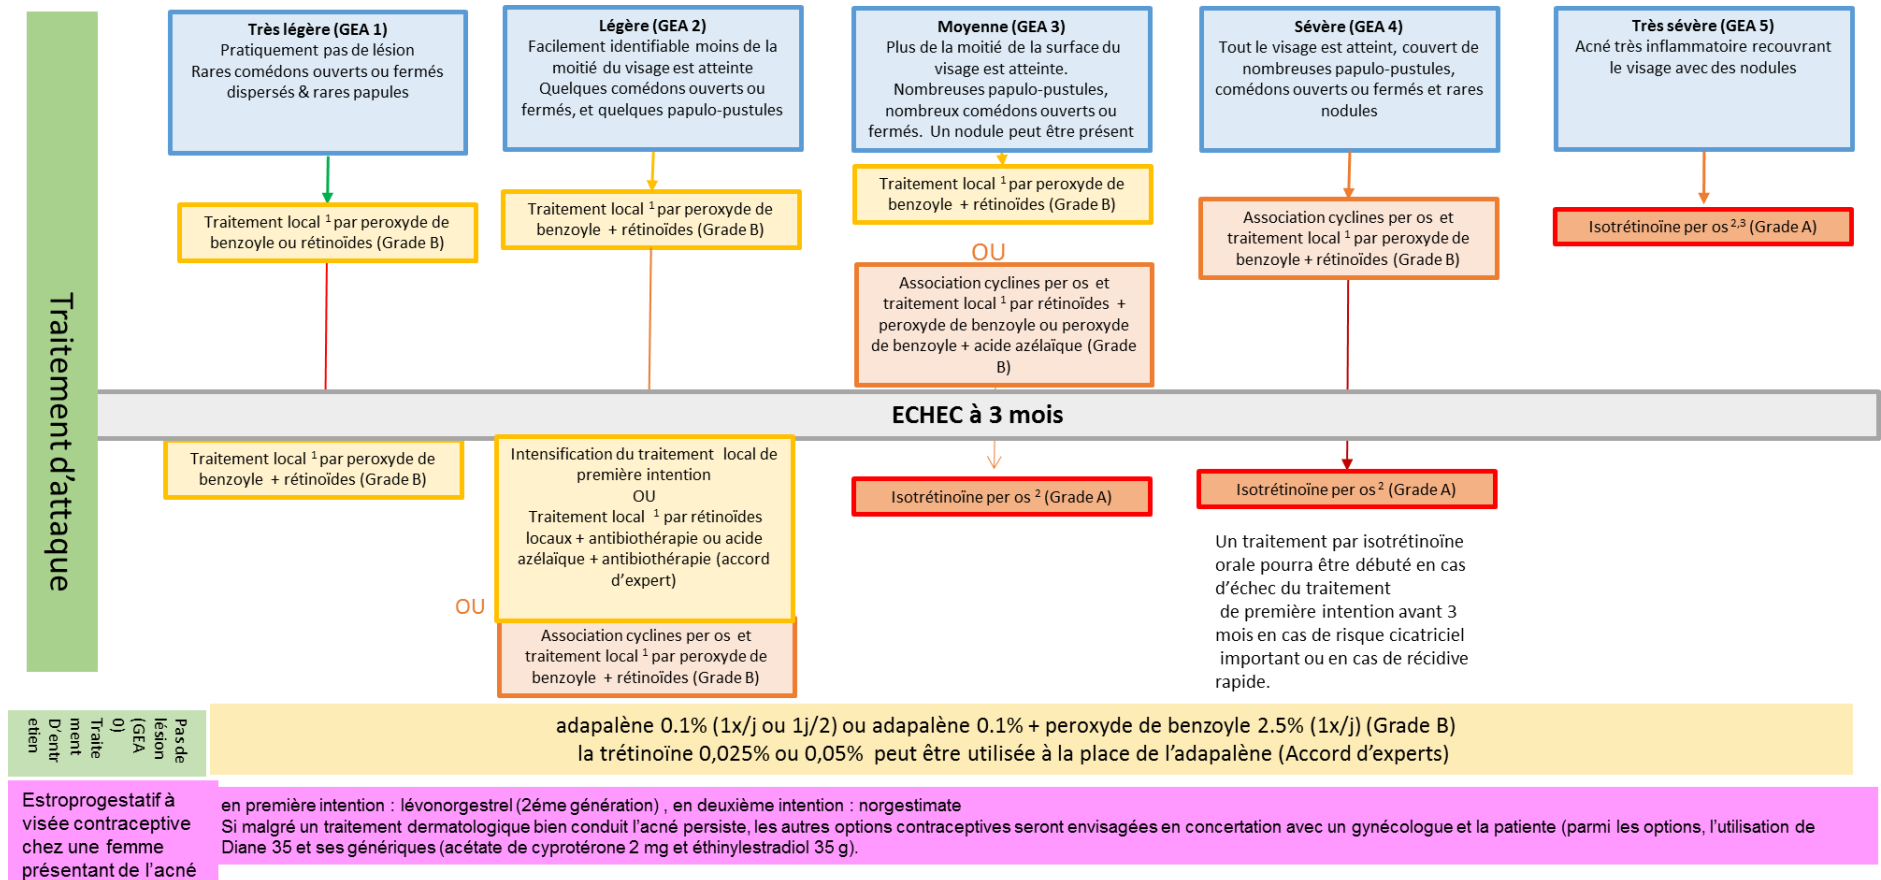 Traitement d’attaque
Très légère (GEA 1)
Pratiquement pas de lésion
Rares comédons ouverts ou fermés
dispersés & rares papules
Légère (GEA 2)
Facilement identifiable moins de la
moitié du visage est atteinte
Quelques comédons ouverts ou
fermés, et quelques papulo-pustules
Moyenne (GEA 3)
Plus de la moitié de la surface du
visage est atteinte.
Nombreuses papulo-pustules,
nombreux comédons ouverts ou
fermés. Un nodule peut être présent
Sévère (GEA 4)
Tout le visage est atteint, couvert de
nombreuses papulo-pustules,
comédons ouverts ou fermés et rares
nodules
Très sévère (GEA 5)
Acné très inflammatoire recouvrant
le visage avec des nodules
Traitement local ¹ par peroxyde de
benzoyle ou rétinoïdes (Grade B)
Traitement local ¹ par peroxyde de
benzoyle + rétinoïdes (Grade B)
Traitement local ¹ par peroxyde de
benzoyle + rétinoïdes (Grade B)
OU
Association cyclines per os et
traitement local ¹ par rétinoïdes +
peroxyde de benzoyle ou peroxyde
de benzoyle + acide azélaïque (Grade
B)
Association cyclines per os et
traitement local ¹ par peroxyde de
benzoyle + rétinoïdes (Grade B)
Isotrétinoïne per os ²,³ (Grade A)
ECHEC à 3 mois
Traitement local ¹ par peroxyde de
benzoyle + rétinoïdes (Grade B)
Intensification du traitement local de
première intention
OU
Traitement local ¹ par rétinoïdes
locaux + antibiothérapie ou acide
azélaïque + antibiothérapie (accord
d’expert)
OU
Association cyclines per os et
traitement local ¹ par peroxyde de
benzoyle + rétinoïdes (Grade B)
Isotrétinoïne per os ² (Grade A)
Isotrétinoïne per os ² (Grade A)
Un traitement par isotrétinoïne
orale pourra être débuté en cas
d’échec du traitement
de première intention avant 3
mois en cas de risque cicatriciel
important ou en cas de récidive
rapide.
Pas de
lésion
(GEA
0)
Traite
ment
D’entr
etien
adapalène 0.1% (1x/j ou 1j/2) ou adapalène 0.1% + peroxyde de benzoyle 2.5% (1x/j) (Grade B)
la trétinoïne 0,025% ou 0,05% peut être utilisée à la place de l’adapalène (Accord d’experts)
Estroprogestatif à
visée contraceptive
chez une femme
présentant de l’acné
en première intention : lévonorgestrel (2éme génération) , en deuxième intention : norgestimate
Si malgré un traitement dermatologique bien conduit l’acné persiste, les autres options contraceptives seront envisagées en concertation avec un gynécologue et la patiente (parmi les options, l’utilisation de
Diane 35 et ses génériques (acétate de cyprotérone 2 mg et éthinylestradiol 35 g).